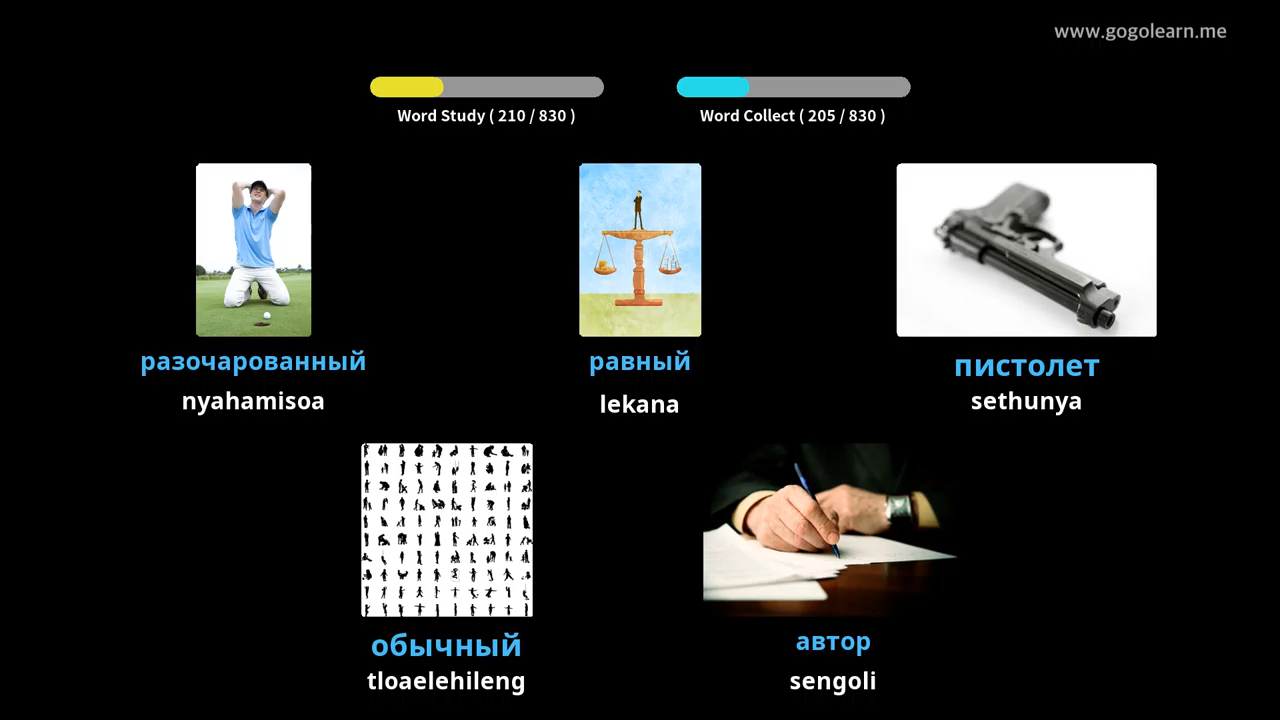 www.gogolearn.me
Word Study ( 210 / 830 )
Word Collect ( 205 / 830 )
разочарованный
nyahamisoa
равный
lekana
пистолет
sethunya
обычный
tloaelehileng
автор
sengoli